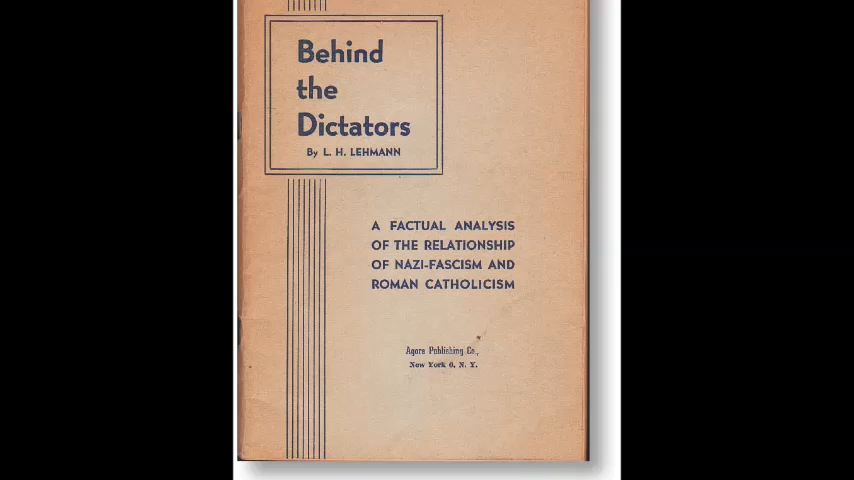 Behind
the
Dictators
By L. H. LEHMANN
A FACTUAL ANALYSIS
OF THE RELATIONSHIP
OF NAZI-FASCISM AND
ROMAN CATHOLICISM
Agora Publishing Co.,
New York 6, N. Y.